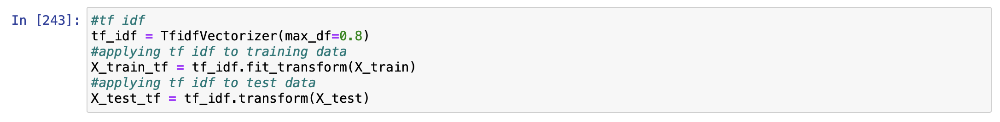 In [243]:
#tf idf
tf_idf = TfidfVectorizer(max_df=0.8)
#applying tf idf to training data
X_train_tf = tf_idf.fit_transform(X_train)
#applying tf idf to test data
X_test_tf = tf_idf.transform(X_test)